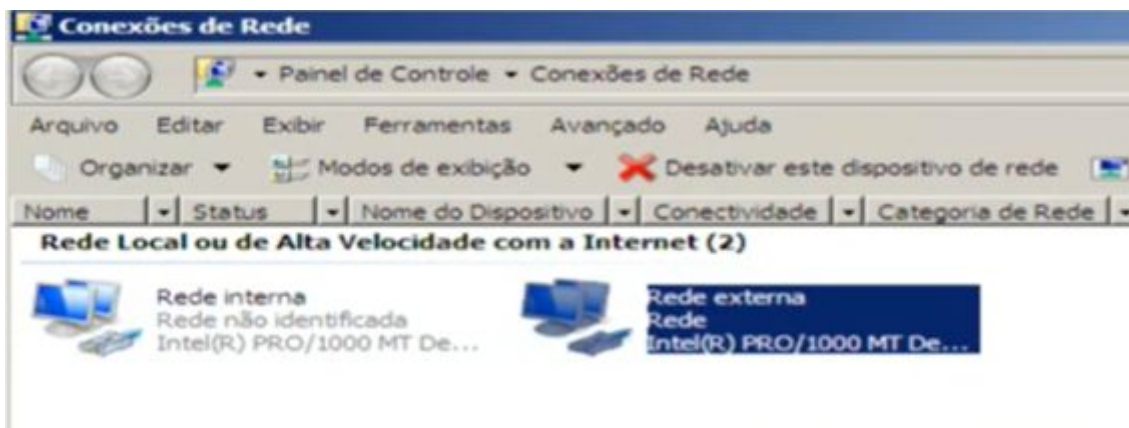 Conexões de Rede
Painel de Controle Conexões de Rede
Arquivo Editar Exibir Ferramentas Avançado Ajuda
Organizar Modos de exibição Desativar este dispositivo de rede
Nome Status Nome do Dispositivo Conectividade Categoria de Rede
Rede Local ou de Alta Velocidade com a Internet (2)
Rede interna
Rede não identificada
Intel(R) PRO/1000 MT De...
Rede externa
Rede
Intel(R) PRO/1000 MT De...